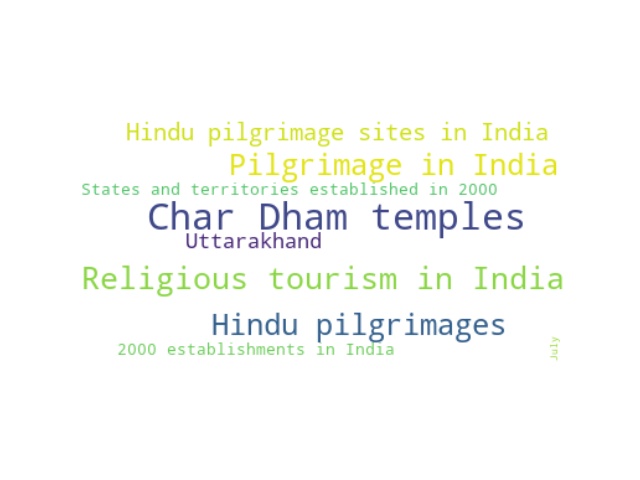 Hindu pilgrimage sites in India
Pilgrimage in India
States and territories established in 2000
Char Dham temples
Uttarakhand
Religious tourism in India
Hindu pilgrimages
2000 establishments in India
July